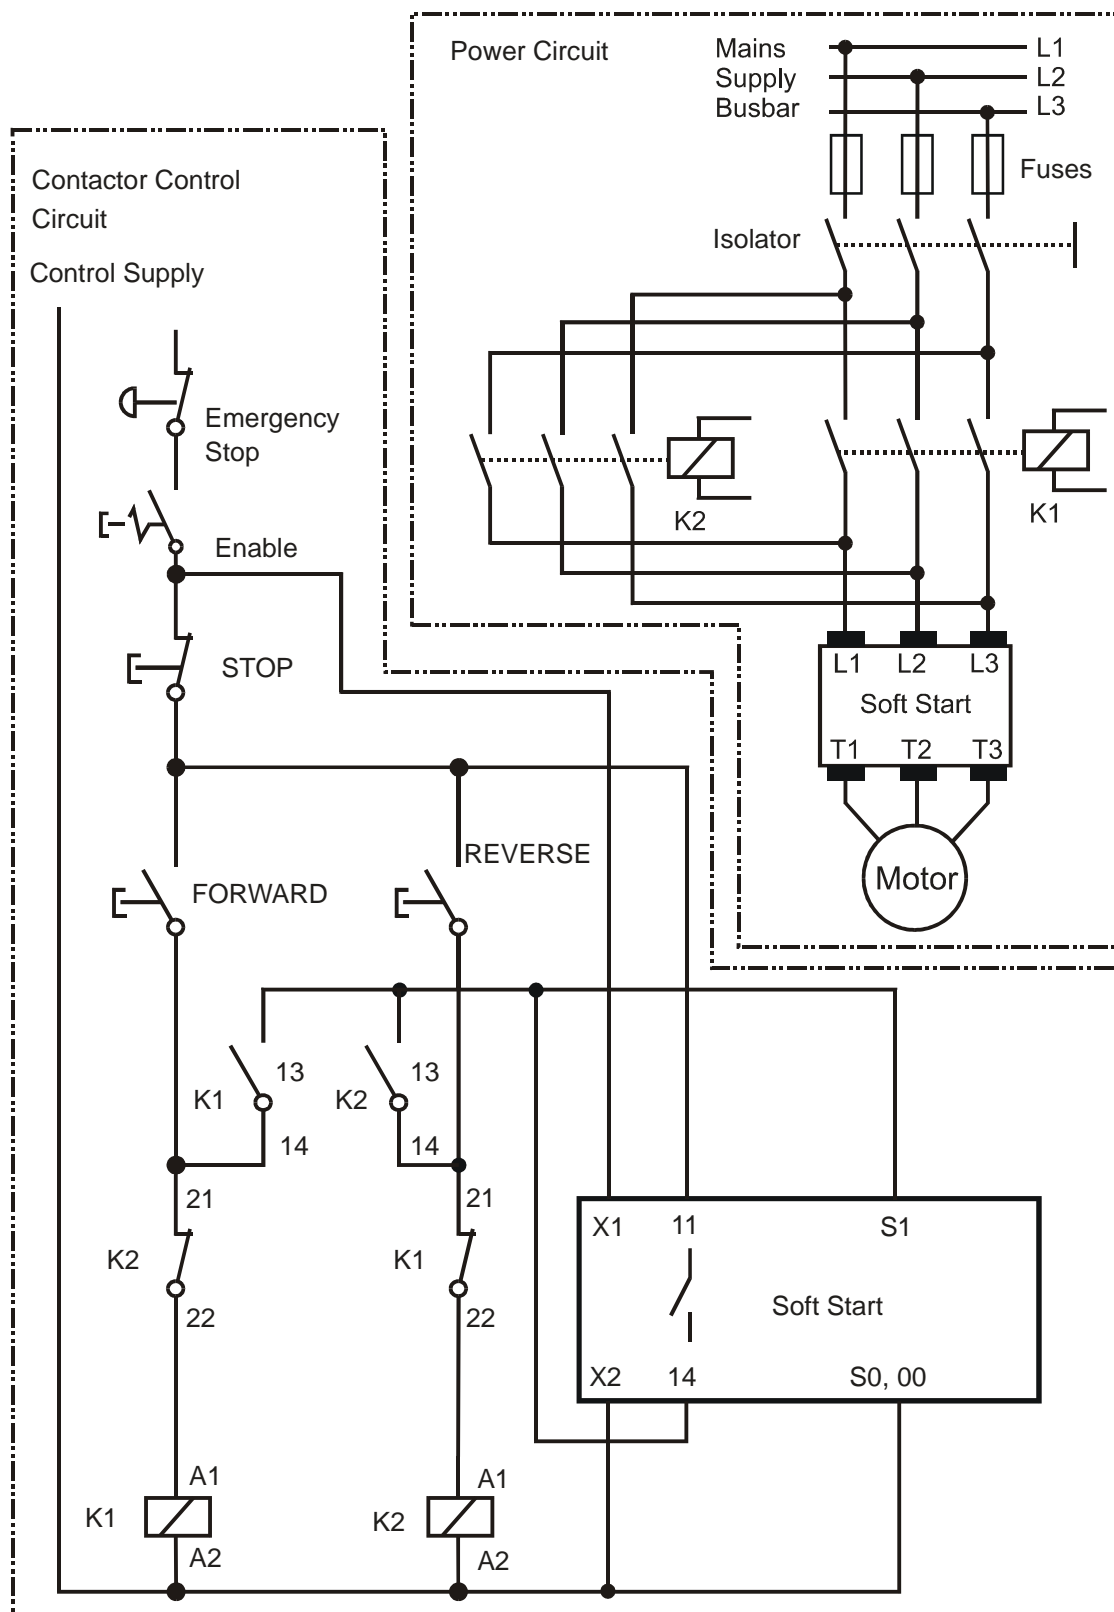 Power Circuit
Mains
Supply
Busbar
L1
L2
L3
Fuses
Isolator
K2
K1
L1 L2 L3
Soft Start
T1 T2 T3
Motor
Contactor Control
Circuit
Control Supply
Emergency
Stop
Enable
STOP
FORWARD
REVERSE
K1
13
14
K2
13
14
21
K2
22
21
K1
22
X1 11 S1
Soft Start
X2 14 S0, 00
A1
K1
A2
A1
K2
A2